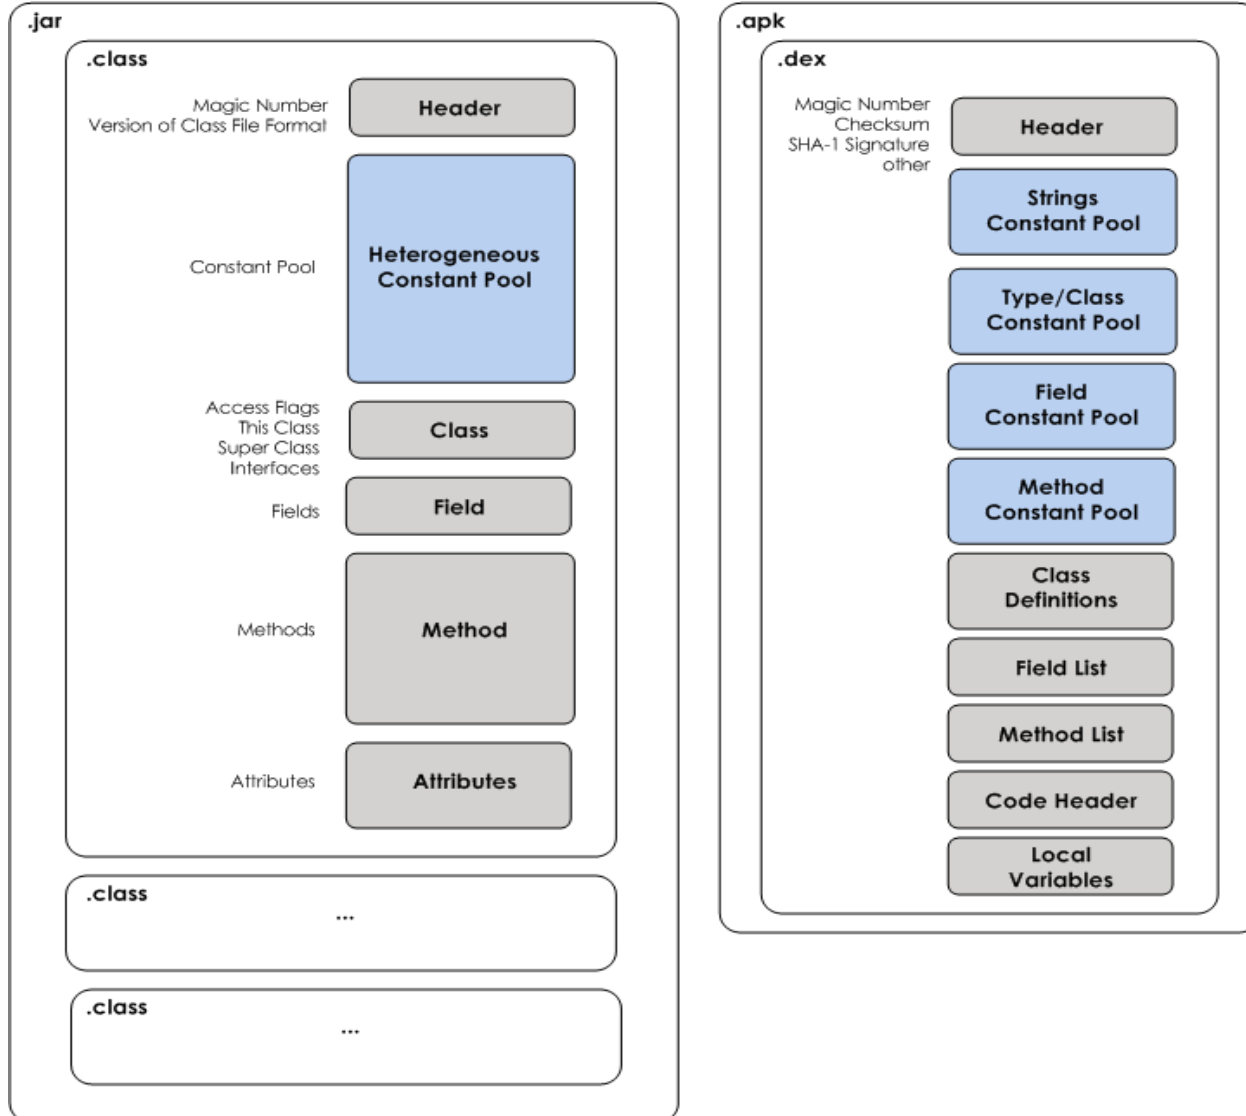 .jar
.class
Magic Number
Version of Class File Format
Header
Constant Pool
Heterogeneous
Constant Pool
Access Flags
This Class
Super Class
Interfaces
Class
Fields
Field
Methods
Method
Attributes
Attributes
.class
...
.class
...
.apk
.dex
Magic Number
Checksum
SHA-1 Signature
other
Header
Strings
Constant Pool
Type/Class
Constant Pool
Field
Constant Pool
Method
Constant Pool
Class
Definitions
Field List
Method List
Code Header
Local
Variables